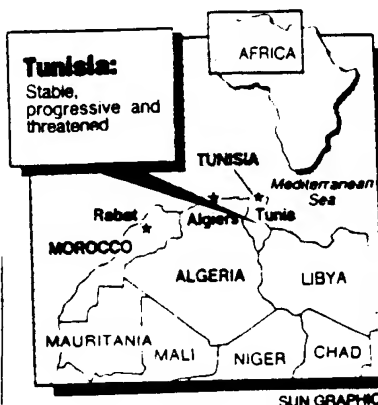 AFRICA
Tunisia:
Stable,
progressive and
threatened
TUNISIA
Mediterranean
Sea
Rabat
Algiers
Tunis
MOROCCO
ALGERIA
LIBYA
MAURITANIA
MALI
NIGER
CHAD
SUN GRAPHIC